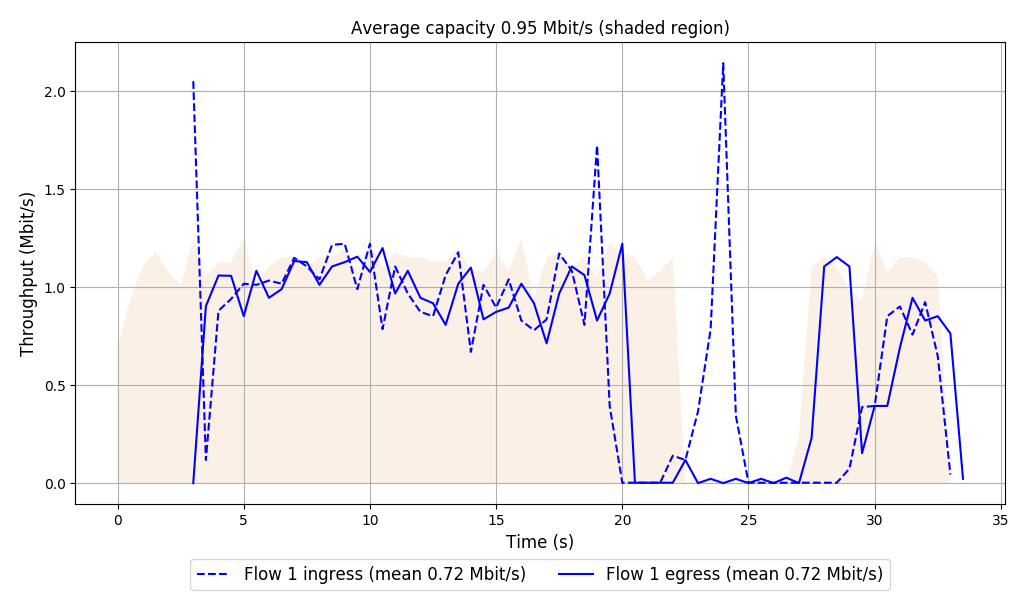 Average capacity 0.95 Mbit/s (shaded region)
Throughput (Mbit/s)
2.0
1.5
1.0
0.5
0.0
0 5 10 15 20 25 30 35
Time (s)
Flow 1 ingress (mean 0.72 Mbit/s) Flow 1 egress (mean 0.72 Mbit/s)